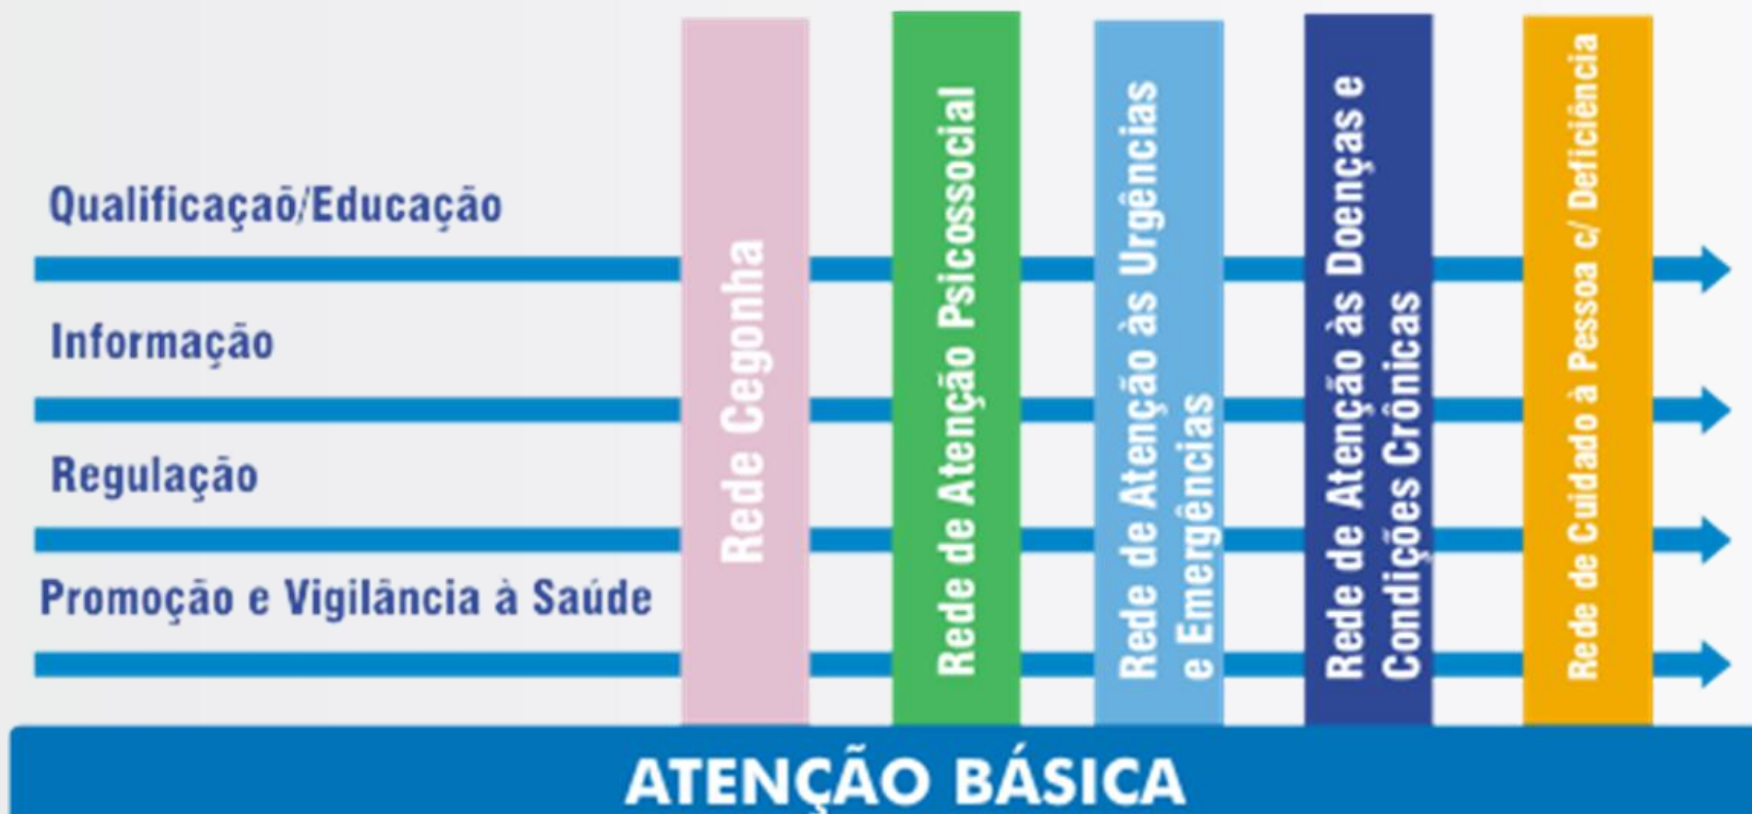 Qualificaçaõ/Educação
Informação
Regulação
Promoção e Vigilância à Saúde
Rede Cegonha
Rede de Atenção Psicossocial
Rede de Atenção às Urgências
e Emergências
Rede de Atenção às Doenças e
Condições Crônicas
Rede de Cuidado à Pessoa c/ Deficiência
ATENÇÃO BÁSICA